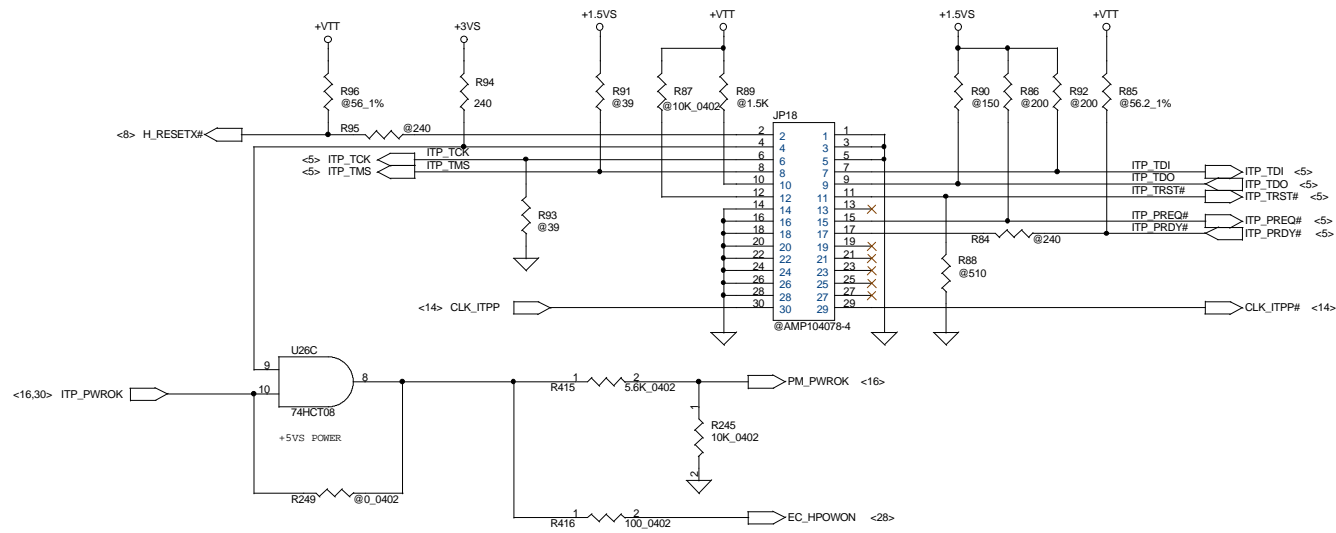 +VTT
+3VS
+1.5VS
+VTT
+1.5VS
+VTT
R96
@56_1%
R94
240
R91
@39
R87
@10K_0402
R89
@1.5K
R90
@150
R86
@200
R92
@200
R85
@56.2_1%
JP18
<8> H_RESETX#
R95
@240
2 2 1 1
4 4 3 3
6 6 5 5
8 8 7 7
10 10 9 9
12 12 11 11
14 14 13 13
16 16 15 15
18 18 17 17
20 20 19 19
22 22 21 21
24 24 23 23
26 26 25 25
28 28 27 27
30 30 29 29
<5> ITP_TCK
ITP_TCK
<5> ITP_TMS
ITP_TMS
ITP_TDI
ITP_TDI <5>
ITP_TDO
ITP_TDO <5>
ITP_TRST#
ITP_TRST# <5>
ITP_PREQ#
ITP_PREQ# <5>
ITP_PRDY#
ITP_PRDY# <5>
R93
@39
R84
@240
R88
@510
<14> CLK_ITPP
CLK_ITPP# <14>
@AMP104078-4
U26C
9
10
8
74HCT08
+5VS POWER
<16,30> ITP_PWROK
R249
@0_0402
1
2
R415
5.6K_0402
PM_PWROK <16>
1
R245
10K_0402
2
1
2
R416
100_0402
EC_HPOWON <28>